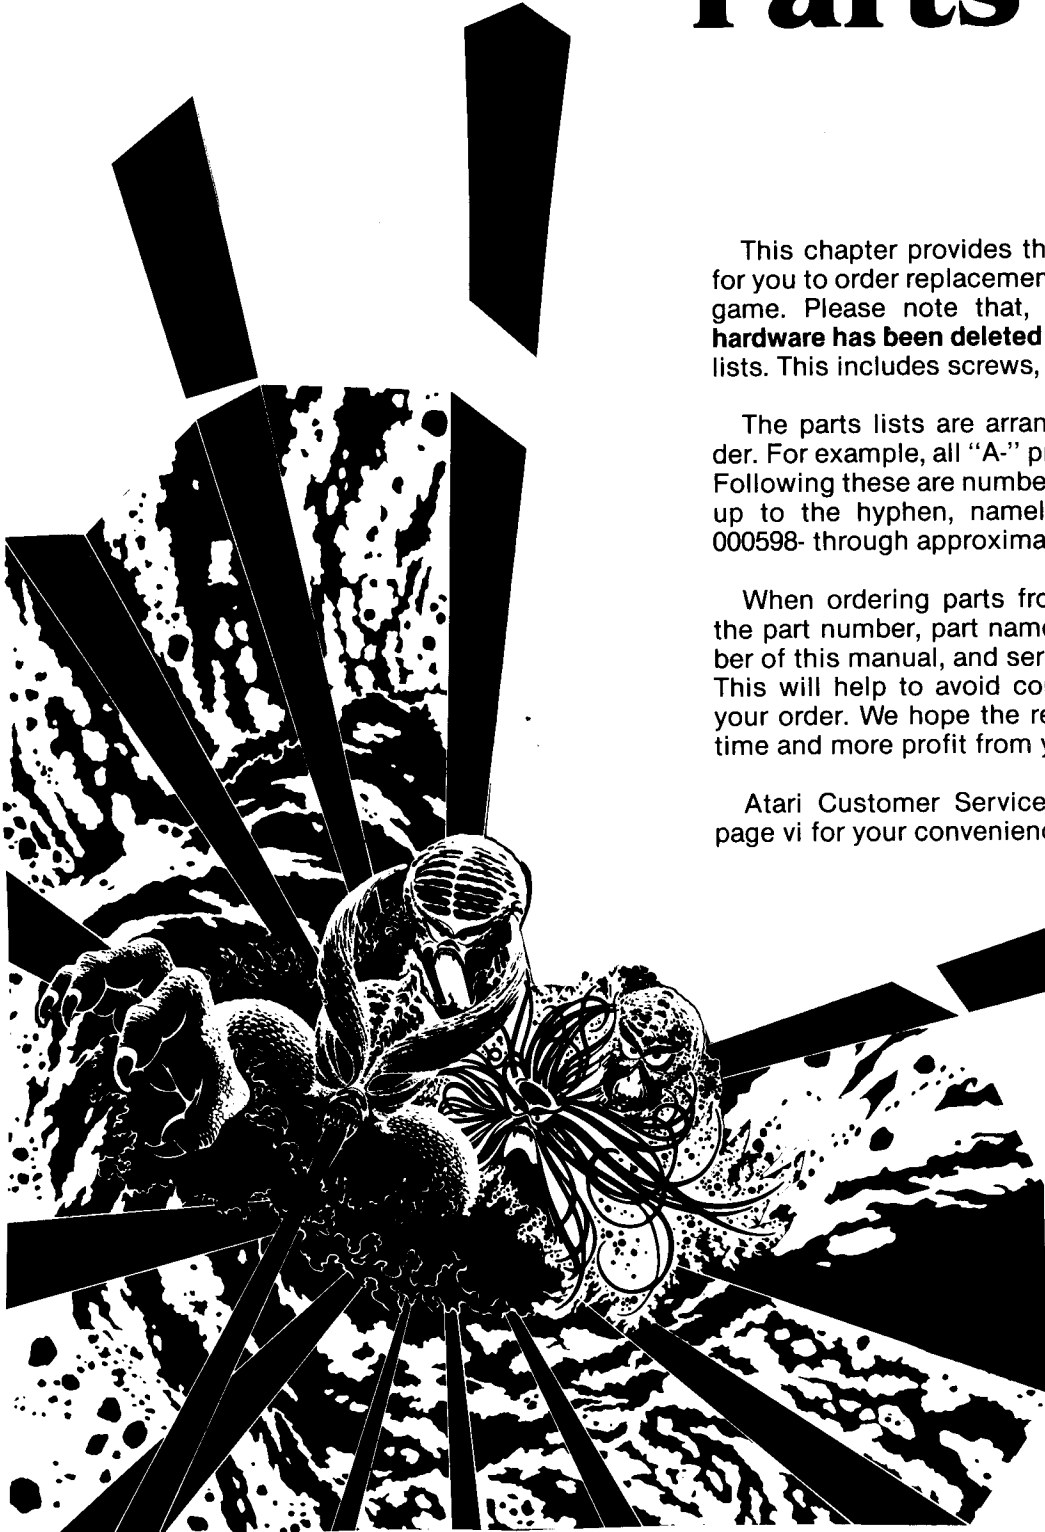 Parts
This chapter provides th
for you to order replacemen
game. Please note that,
hardware has been deleted
lists. This includes screws,
The parts lists are arran
der. For example, all “A-” p
Following these are numbe
up to the hyphen, namel
000598- through approxima
When ordering parts fro
the part number, part name
ber of this manual, and ser
This will help to avoid co
your order. We hope the re
time and more profit from y
Atari Customer Service
page vi for your convenienc